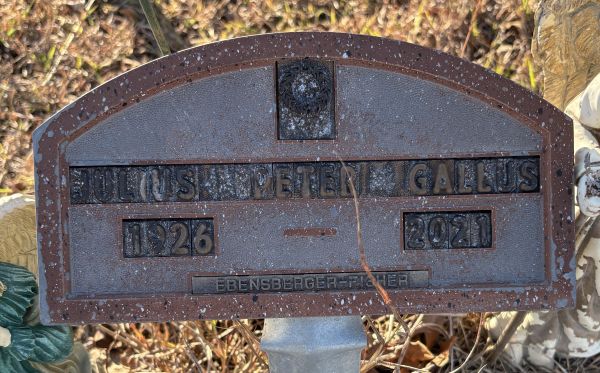 JULIUS PETER GALLUS
1926 2021
EBENSBERGER-FISHER